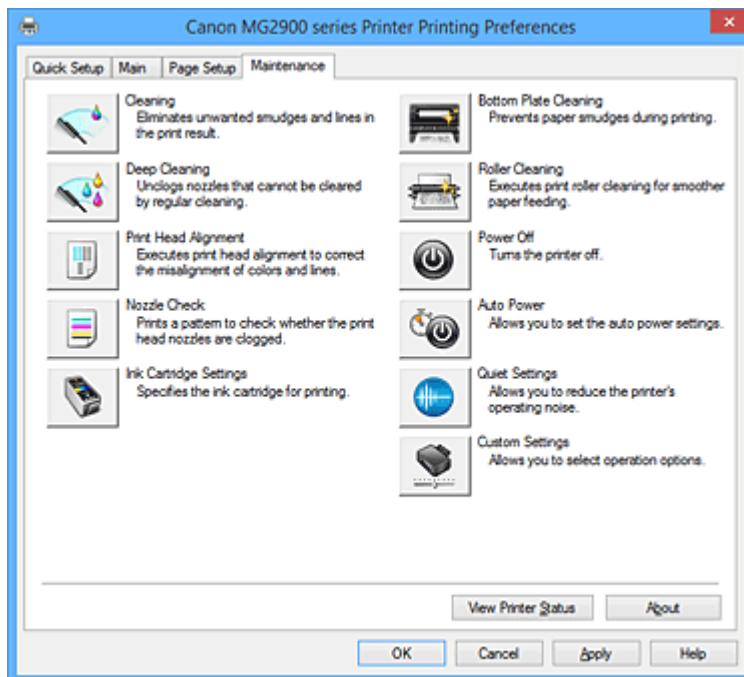 Canon MG2900 series Printer Printing Preferences
Quick Setup Main Page Setup Maintenance
Cleaning
Eliminates unwanted smudges and lines in
the print result.
Deep Cleaning
Unclogs nozzles that cannot be cleared
by regular cleaning.
Print Head Alignment
Executes print head alignment to correct
the misalignment of colors and lines.
Nozzle Check
Prints a pattern to check whether the print
head nozzles are clogged.
Ink Cartridge Settings
Specifies the ink cartridge for printing.
Bottom Plate Cleaning
Prevents paper smudges during printing.
Roller Cleaning
Executes print roller cleaning for smoother
paper feeding.
Power Off
Turns the printer off.
Auto Power
Allows you to set the auto power settings.
Quiet Settings
Allows you to reduce the printer's
operating noise.
Custom Settings
Allows you to select operation options.
View Printer Status About
OK Cancel Apply Help